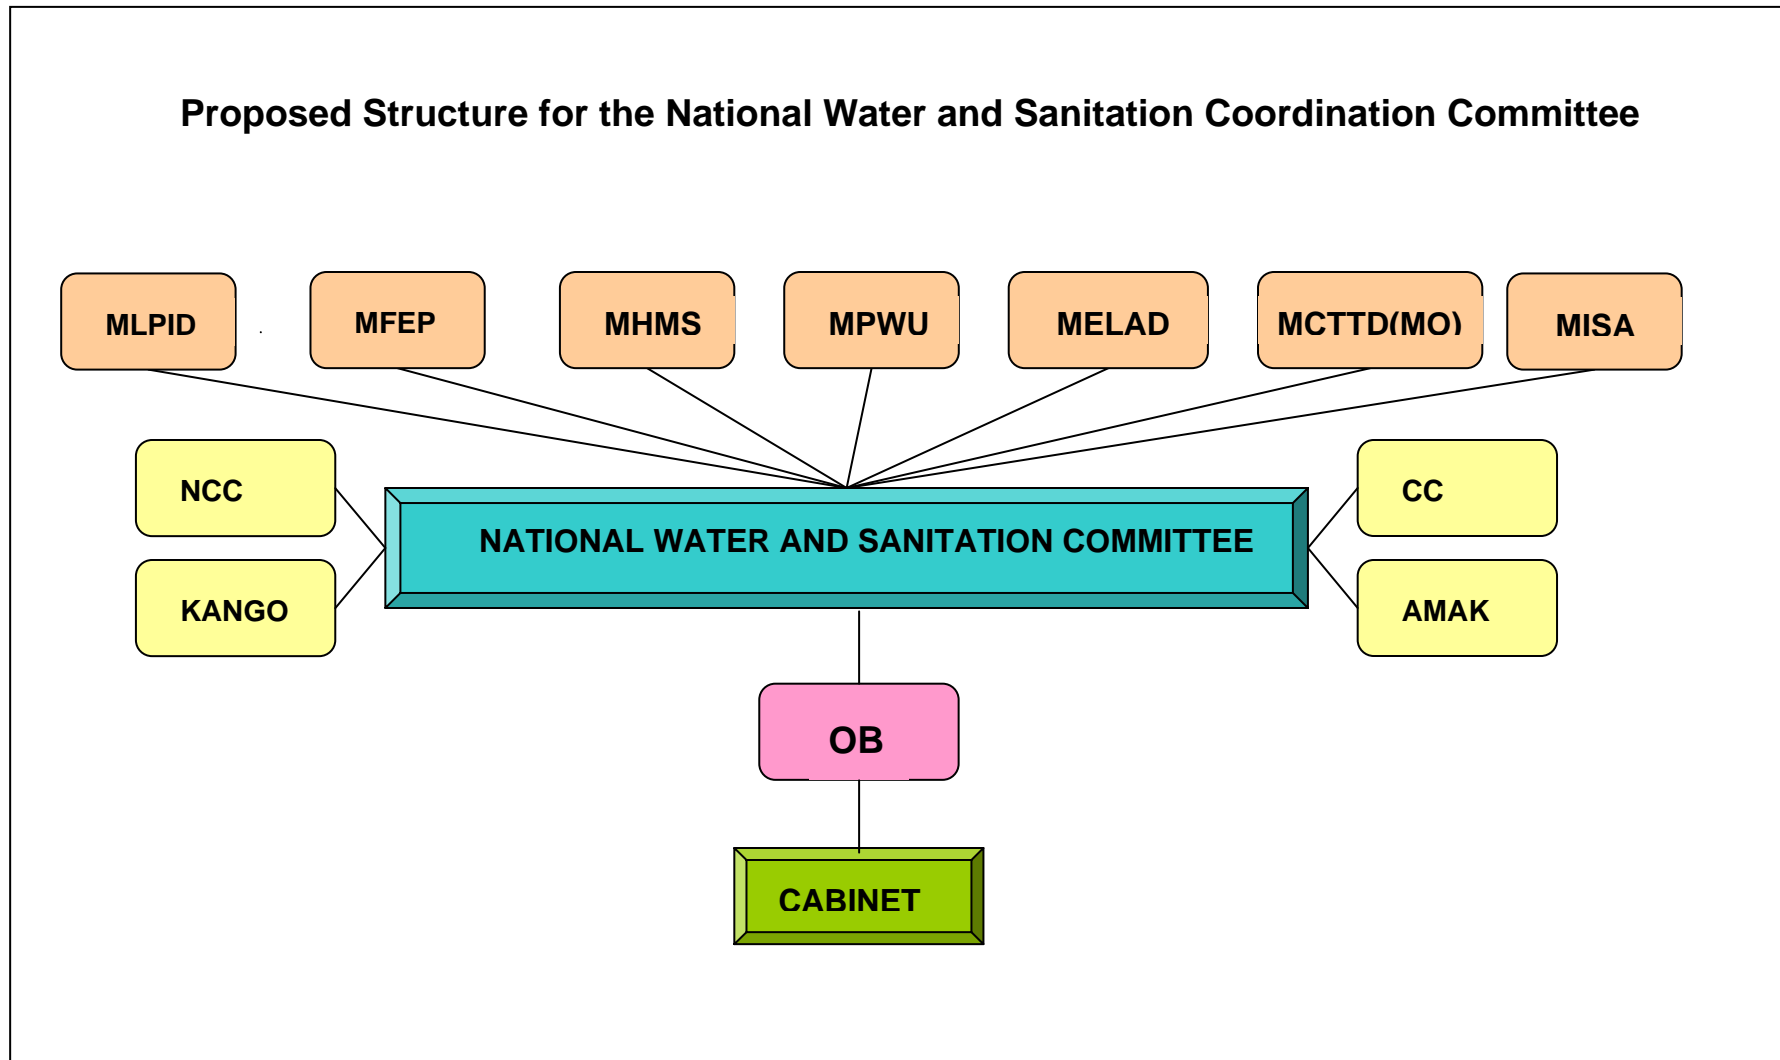 Proposed Structure for the National Water and Sanitation Coordination Committee
MLPID
.
MFEP
MHMS
MPWU
MELAD
MCTTD(MO)
MISA
NCC
CC
NATIONAL WATER AND SANITATION COMMITTEE
KANGO
AMAK
OB
CABINET